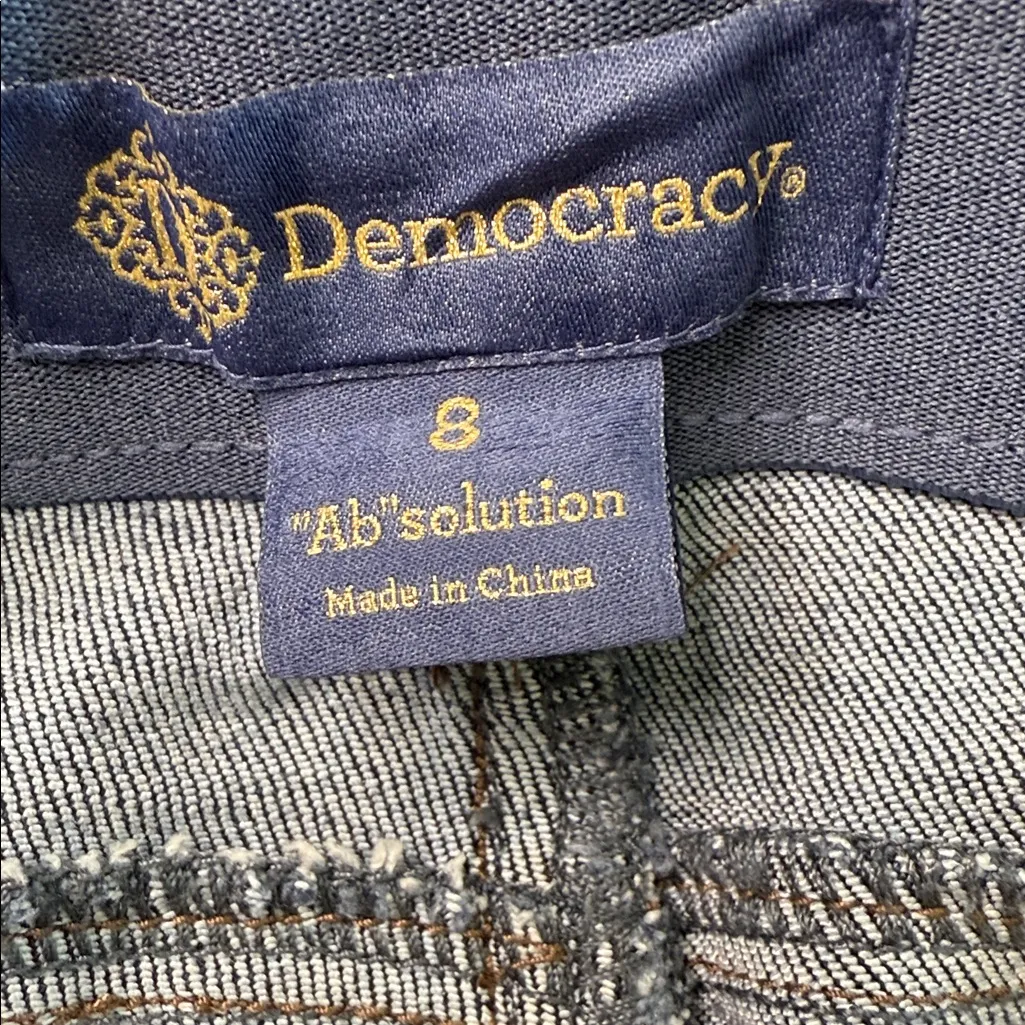 Democracy®
8
"Ab"solution
Made in China